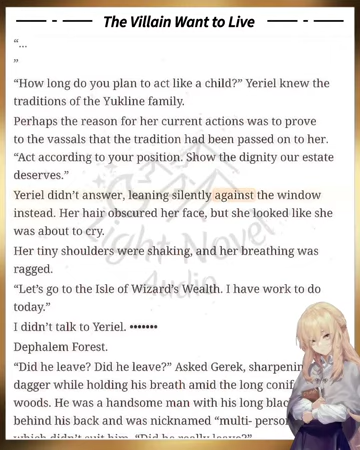 The Villain Want to Live
“...
”
“How long do you plan to act like a child?” Yeriel knew the
traditions of the Yukline family.
Perhaps the reason for her current actions was to prove
to the vassals that the tradition had been passed on to her.
“Act according to your position. Show the dignity our estate
deserves.”
Yeriel didn’t answer, leaning silently against the window
instead. Her hair obscured her face, but she looked like she
was about to cry.
Her tiny shoulders were shaking, and her breathing was
ragged.
“Let’s go to the Isle of Wizard’s Wealth. I have work to do
today.”
I didn’t talk to Yeriel. •••••••
Dephalem Forest.
“Did he leave? Did he leave?” Asked Gerek, sharpenin
dagger while holding his breath amid the long conif
woods. He was a handsome man with his long blac
behind his back and was nicknamed “multi- person
which didn’t suit him. “Did he really leave?”
Light Novel
Audio